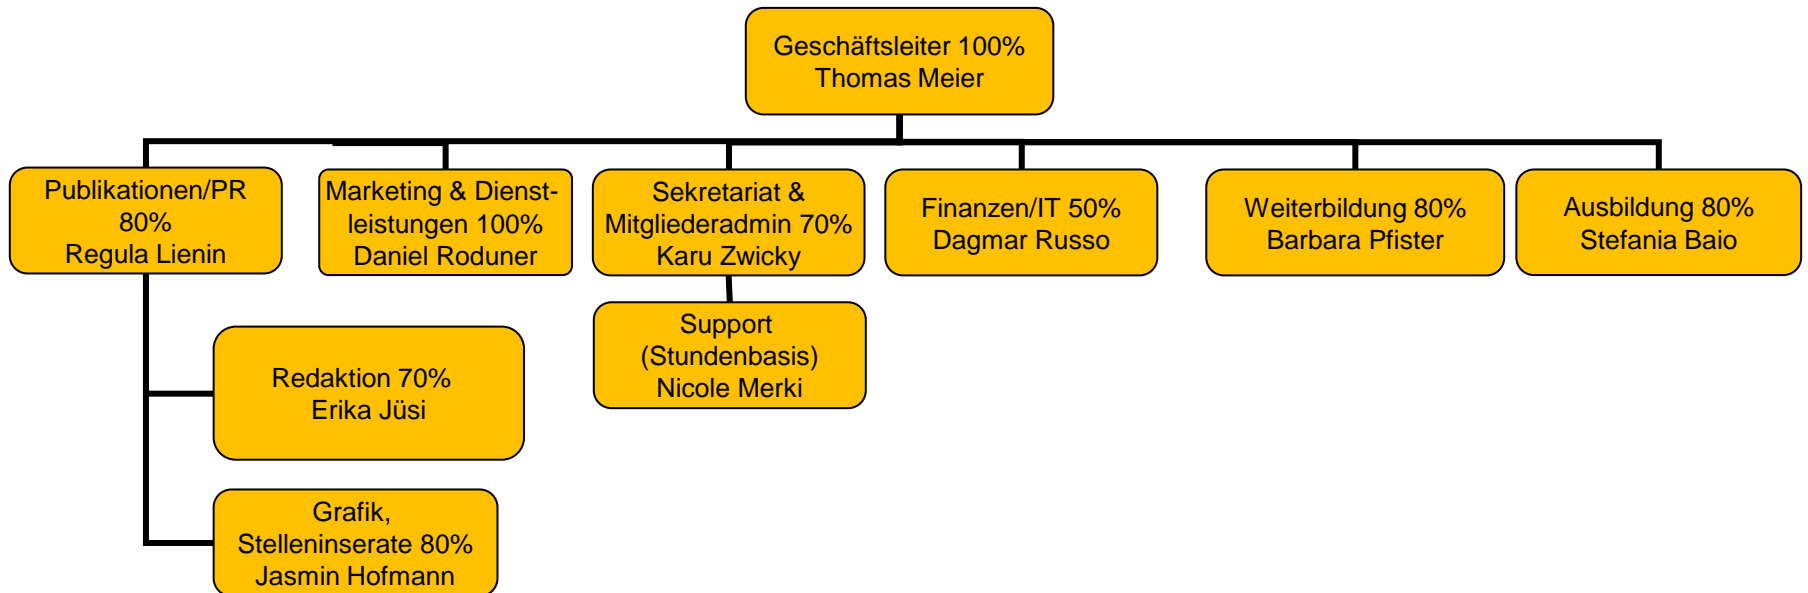 Geschäftsleiter 100%
Thomas Meier
Publikationen/PR
80%
Regula Lienin
Marketing & Dienst-
leistungen 100%
Daniel Roduner
Sekretariat &
Mitgliederadmin 70%
Karu Zwicky
Finanzen/IT 50%
Dagmar Russo
Weiterbildung 80%
Barbara Pfister
Ausbildung 80%
Stefania Baio
Support
(Stundenbasis)
Nicole Merki
Redaktion 70%
Erika Jüsi
Grafik,
Stelleninserate 80%
Jasmin Hofmann